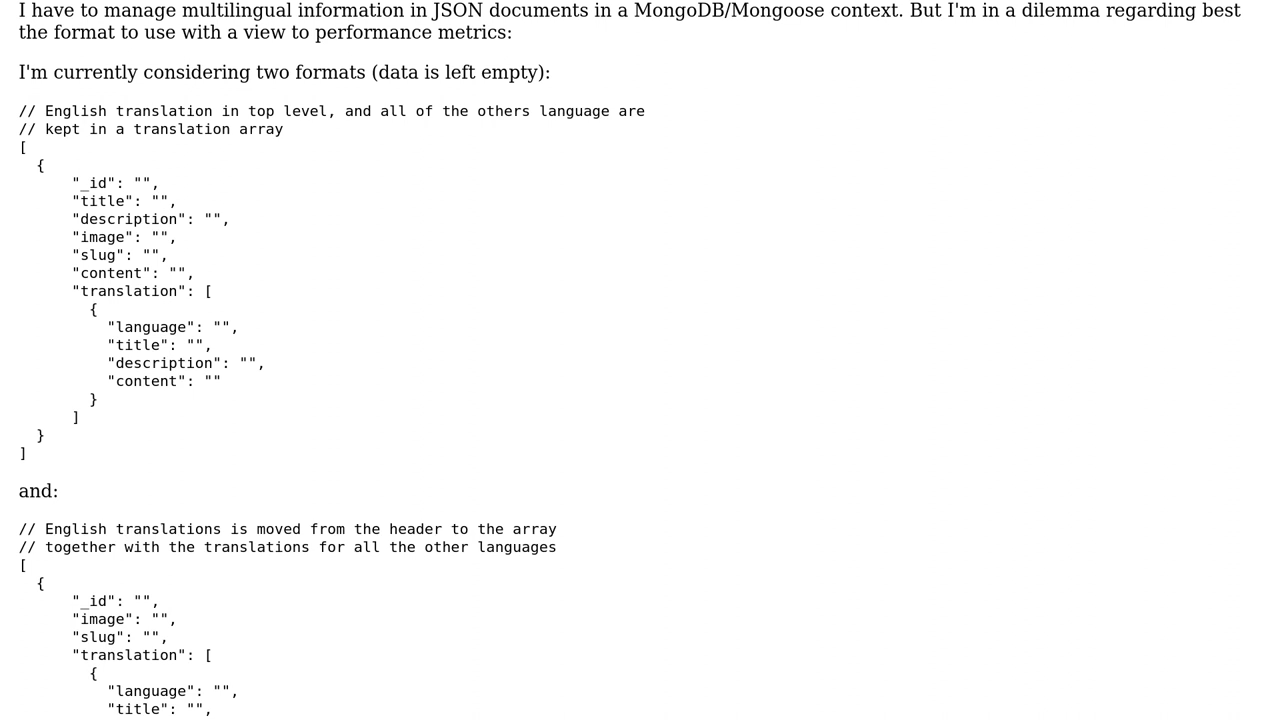 I have to manage multilingual information in JSON documents in a MongoDB/Mongoose context. But I'm in a dilemma regarding best
the format to use with a view to performance metrics:
I'm currently considering two formats (data is left empty):
// English translation in top level, and all of the others language are
// kept in a translation array
[
  {
      "_id": "",
      "title": "",
      "description": "",
      "image": "",
      "slug": "",
      "content": "",
      "translation": [
        {
          "language": "",
          "title": "",
          "description": "",
          "content": ""
        }
      ]
  }
]
and:
// English translations is moved from the header to the array
// together with the translations for all the other languages
[
  {
      "_id": "",
      "image": "",
      "slug": "",
      "translation": [
        {
          "language": "",
          "title": "",